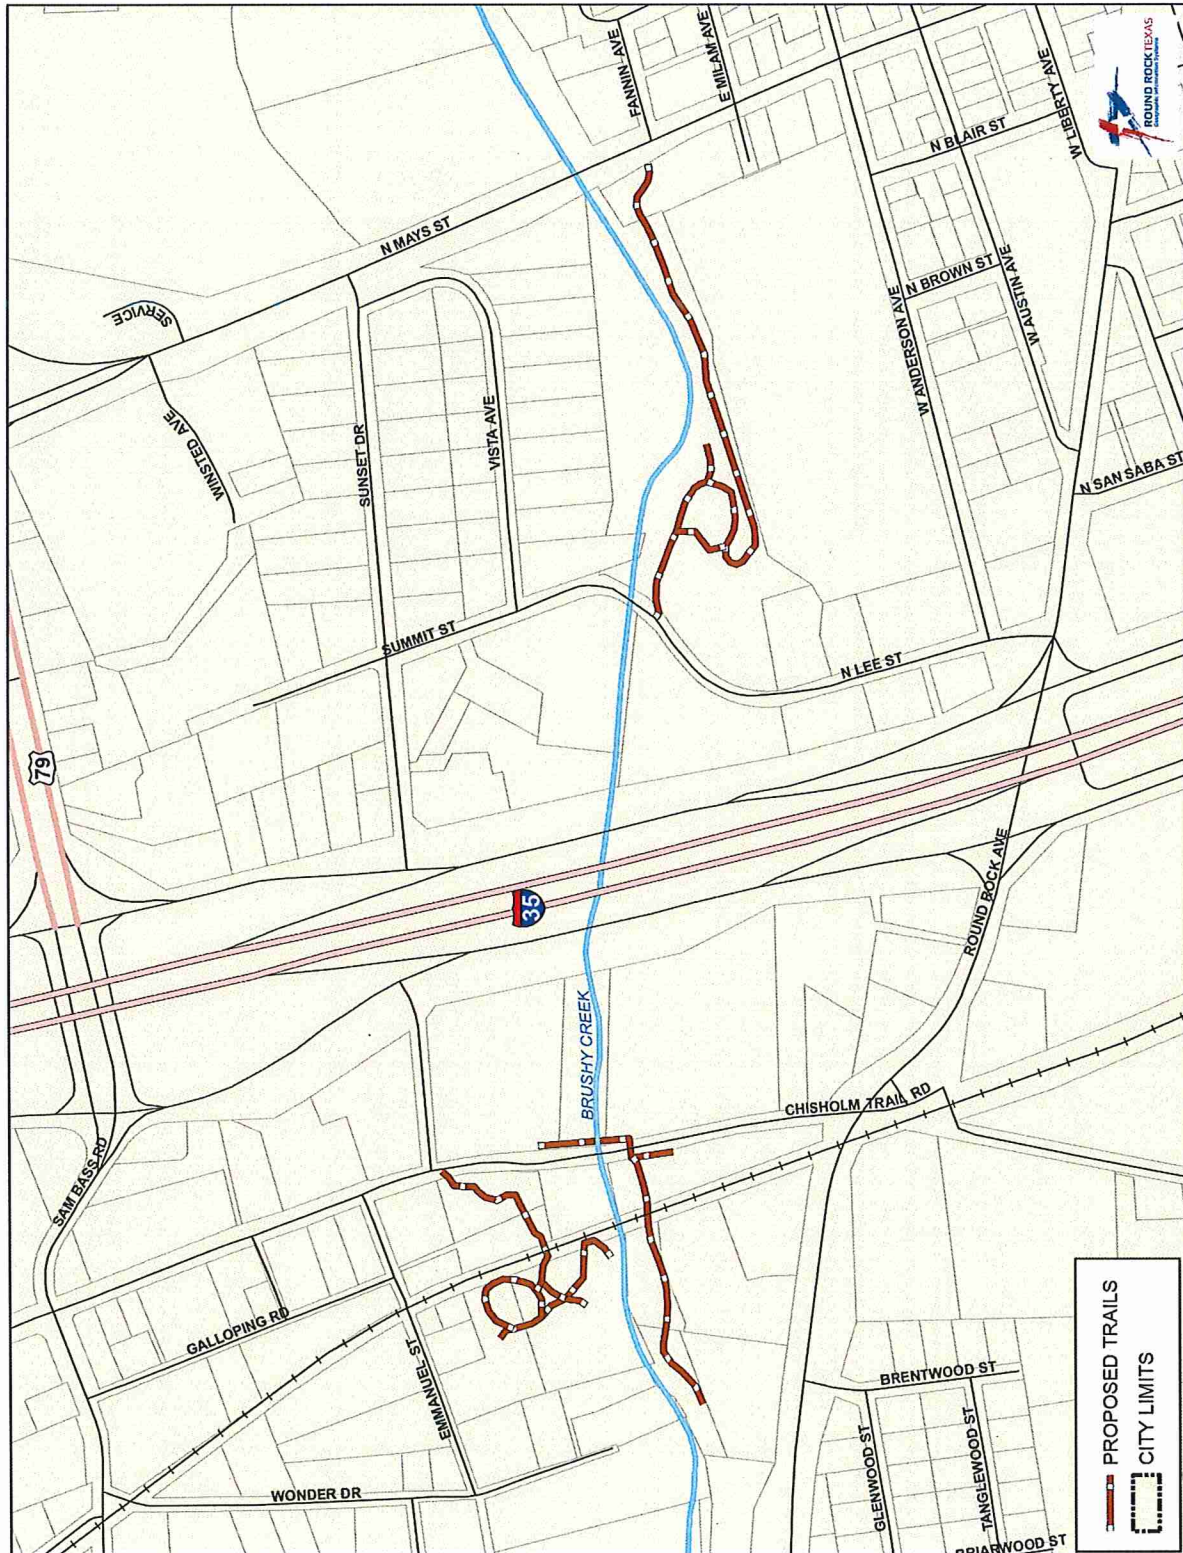 79
35
SAM BASS RD
GALLOPING RD
EMMANUEL ST
WONDER DR
BRUSHY CREEK
CHISHOLM TRAIL RD
ROUND ROCK AVE
BRENTWOOD ST
GLENWOOD ST
TANGLEWOOD ST
BRIARWOOD ST
SUMMIT ST
SUNSET DR
VISTA AVE
WINSTED AVE
SERVICE
N MAYS ST
FANNIN AVE
E MILAM AVE
N LEE ST
W ANDERSON AVE
N BROWN ST
W AUSTIN AVE
N BLAIR ST
W LIBERTY AVE
N SAN SABA ST
PROPOSED TRAILS
CITY LIMITS
ROUND ROCK TEXAS
Geographic Information Systems